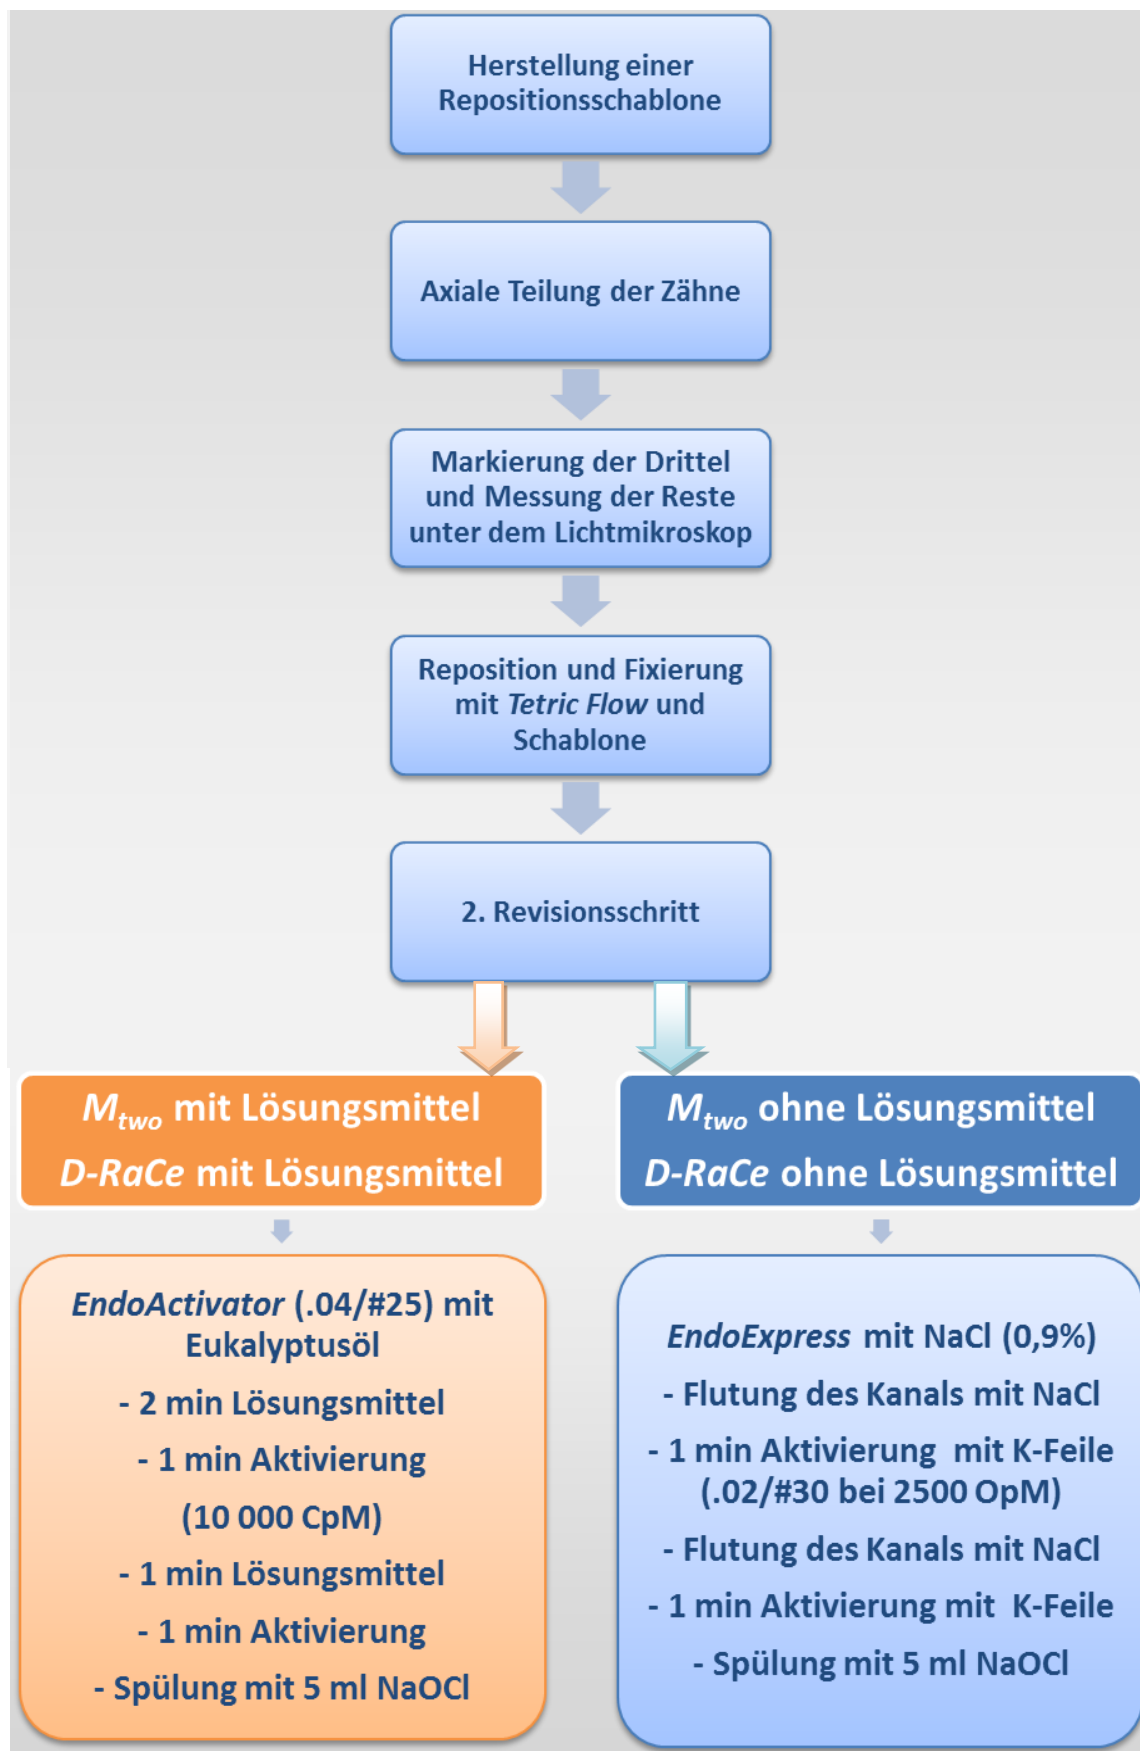 Herstellung einer
Repositionsschablone
Axiale Teilung der Zähne
Markierung der Drittel
und Messung der Reste
unter dem Lichtmikroskop
Reposition und Fixierung
mit Tetric Flow und
Schablone
2. Revisionsschritt
Mtwo mit Lösungsmittel
D-RaCe mit Lösungsmittel
Mtwo ohne Lösungsmittel
D-RaCe ohne Lösungsmittel
EndoActivator (.04/#25) mit
Eukalyptusöl
- 2 min Lösungsmittel
- 1 min Aktivierung
(10 000 CpM)
- 1 min Lösungsmittel
- 1 min Aktivierung
- Spülung mit 5 ml NaOCl
EndoExpress mit NaCl (0,9%)
- Flutung des Kanals mit NaCl
- 1 min Aktivierung mit K-Feile
(.02/#30 bei 2500 OpM)
- Flutung des Kanals mit NaCl
- 1 min Aktivierung mit K-Feile
- Spülung mit 5 ml NaOCl